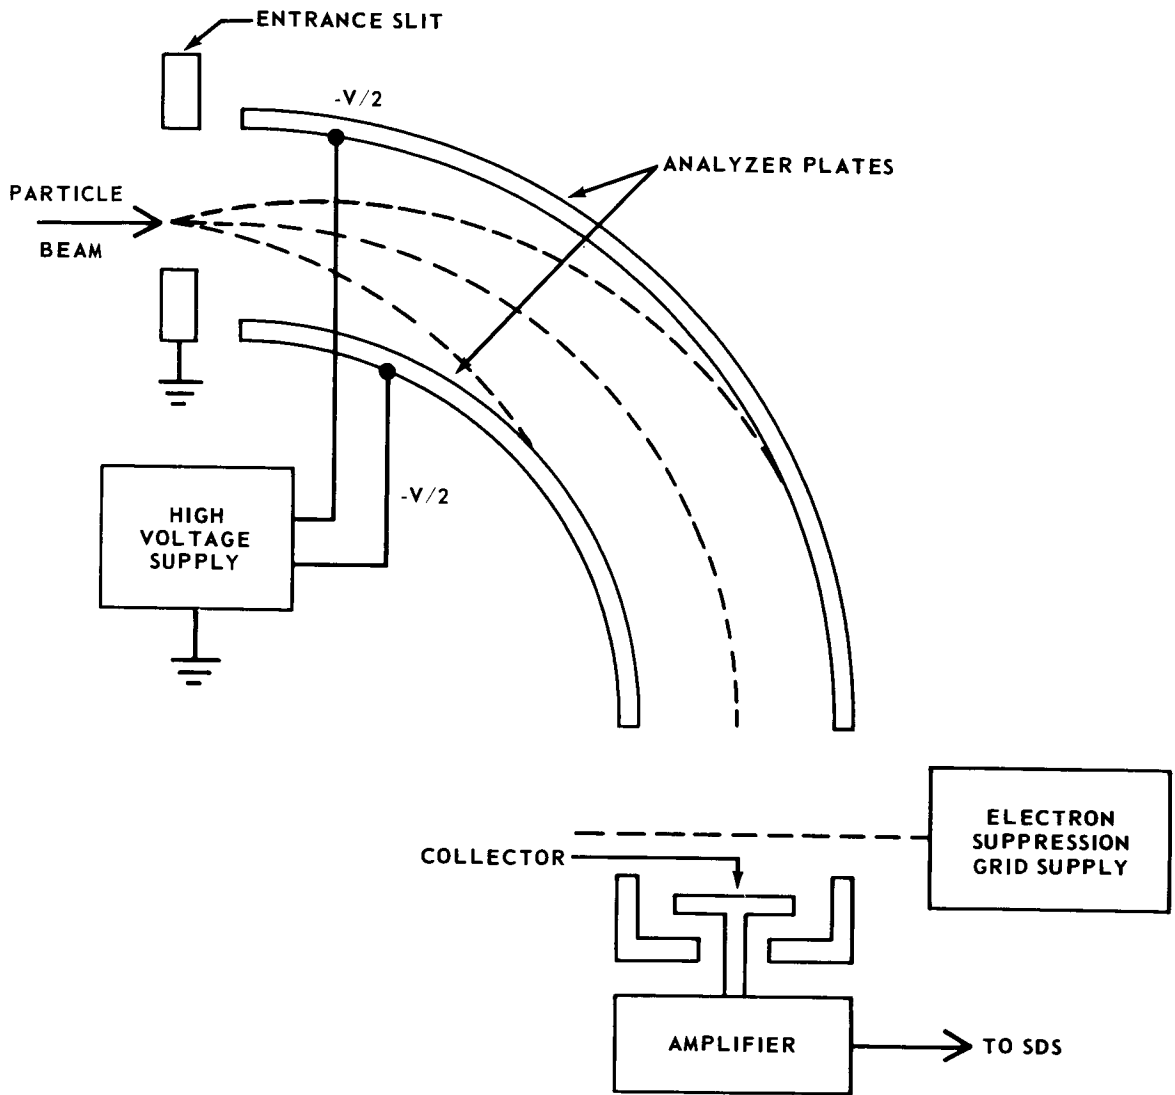 ENTRANCE SLIT
-V/2
ANALYZER PLATES
PARTICLE
BEAM
-V/2
HIGH
VOLTAGE
SUPPLY
ELECTRON
SUPPRESSION
GRID SUPPLY
COLLECTOR
AMPLIFIER
TO SDS